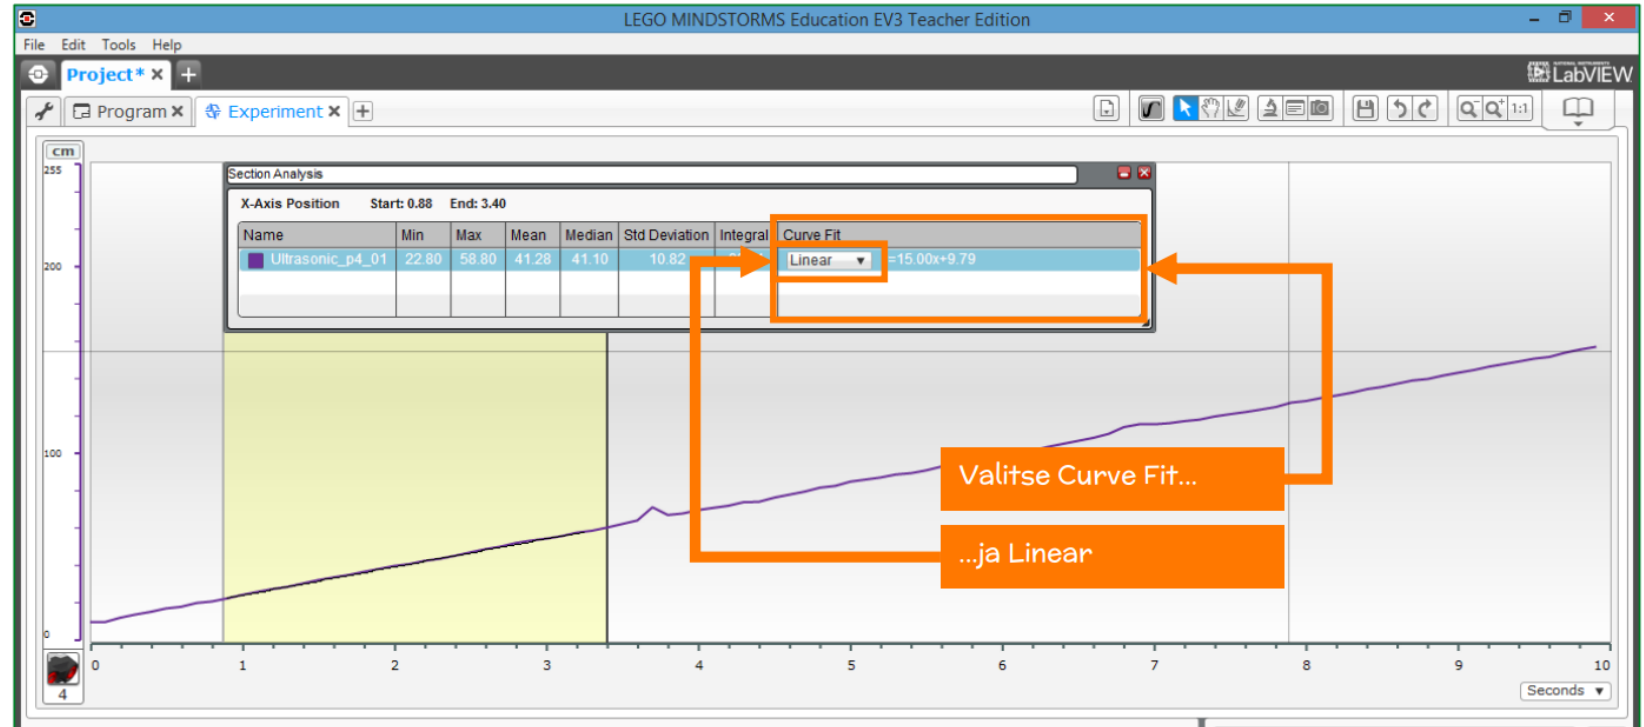 LEGO MINDSTORMS Education EV3 Teacher Edition
File Edit Tools Help
Project* LabVIEW
Program Experiment 1:1
cm
255
200
100
0
Section Analysis
X-Axis Position Start: 0.88 End: 3.40
Name Min Max Mean Median Std Deviation Integral Curve Fit
Ultrasonic_p4_01 22.80 58.80 41.28 41.10 10.82 Linear =15.00x+9.79
Valitse Curve Fit...
...ja Linear
0 1 2 3 4 5 6 7 8 9 10
4
Seconds